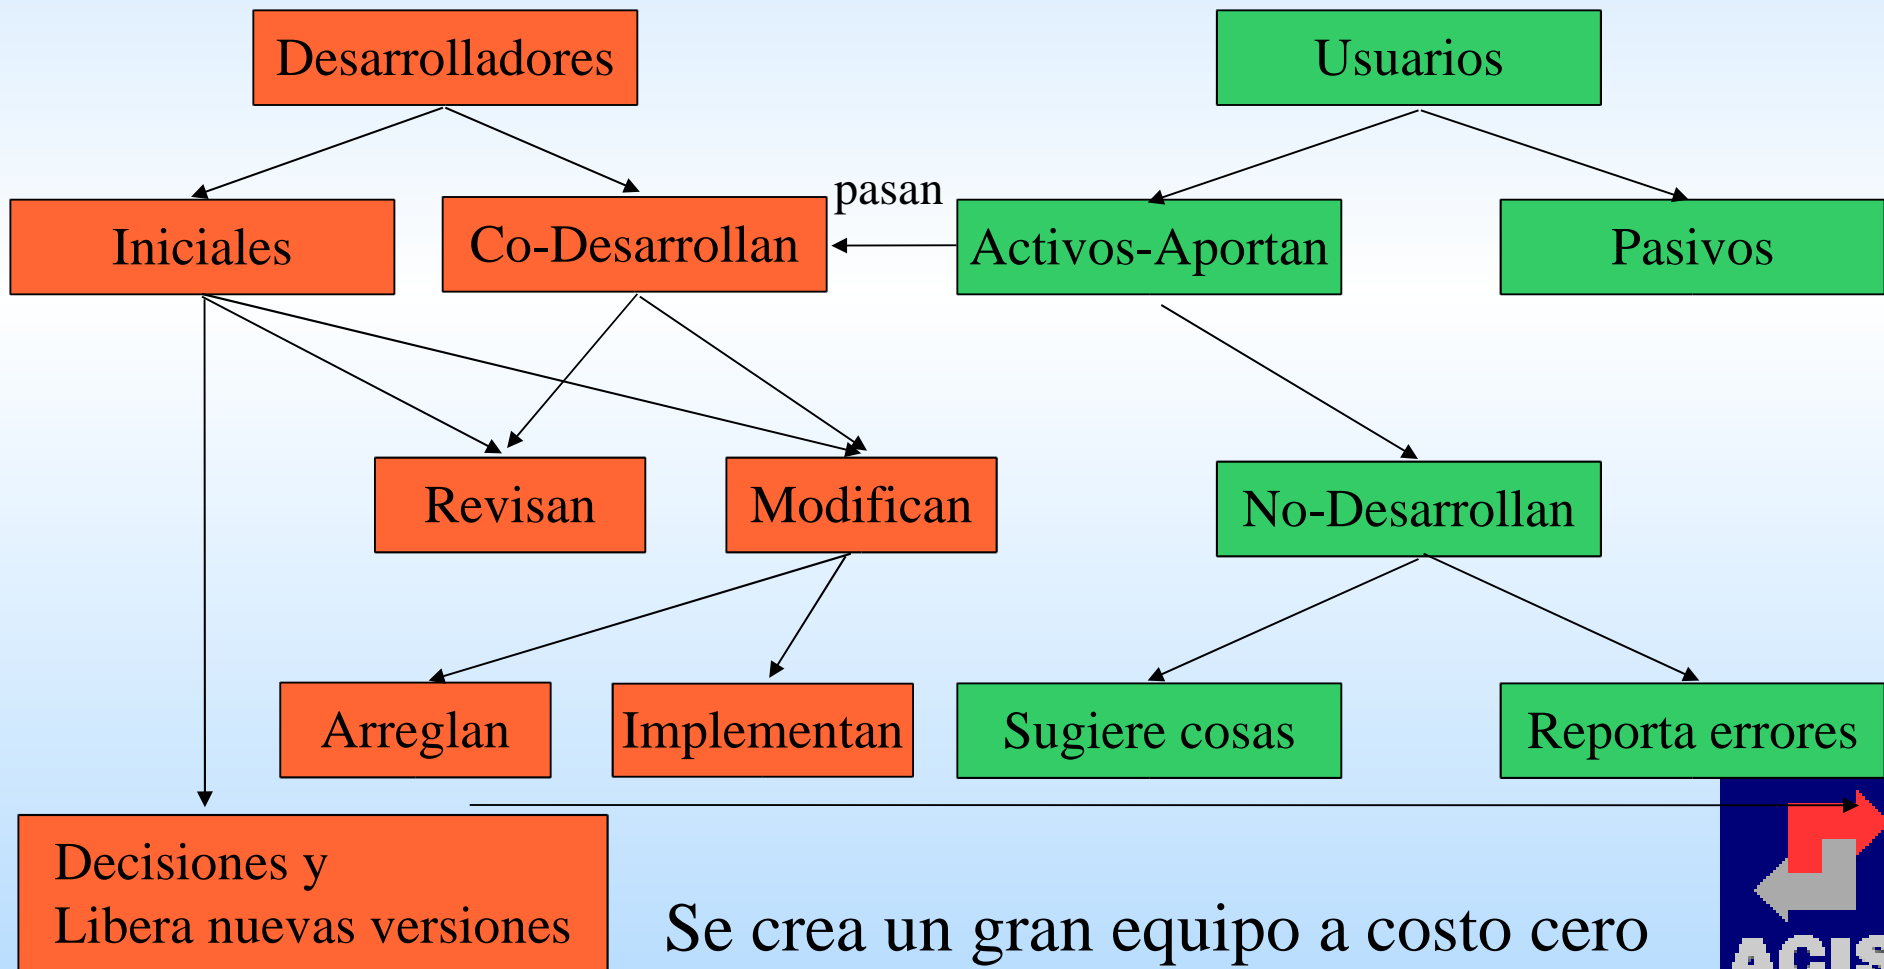 Desarrolladores
Usuarios
pasan
Iniciales
Co-Desarrollan
Activos-Aportan
Pasivos
Revisan
Modifican
No-Desarrollan
Arreglan
Implementan
Sugiere cosas
Reporta errores
Decisiones y
Libera nuevas versiones
Se crea un gran equipo a costo cero
ACIS